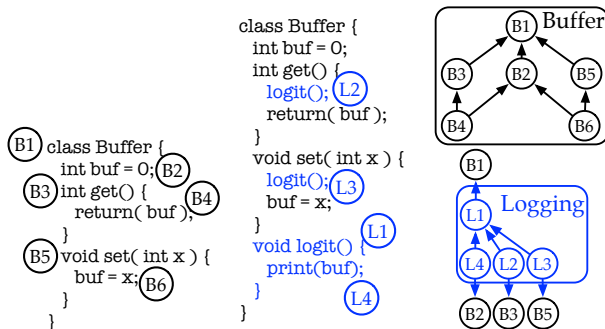 B1 class Buffer {
int buf = 0; B2
B3 int get() {
return( buf ); B4
}
B5 void set( int x ) {
buf = x; B6
}
}
class Buffer {
int buf = 0;
int get() {
logit(); L2
return( buf );
}
void set( int x ) {
logit(); L3
buf = x;
} L1
void logit() {
print(buf);
} L4
}
B1 Buffer
B3 B2 B5
B4 B6
B1
L1 Logging
L4 L2 L3
B2 B3 B5